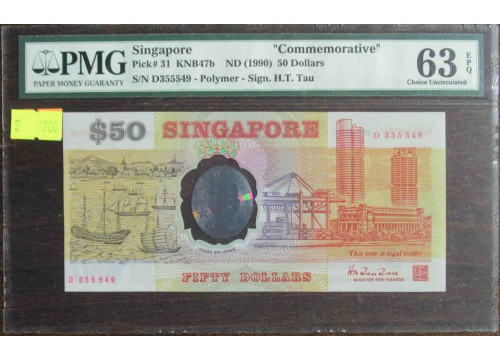 PMG
PAPER MONEY GUARANTY
Singapore "Commemorative"
Pick# 31 KNB47b ND (1990) 50 Dollars
S/N D355549 - Polymer - Sign. H.T. Tau
63 EPQ
Choice Uncirculated
$50 SINGAPORE
D 355549
This note is legal tender
MINISTER FOR FINANCE
D 355549
FIFTY DOLLARS